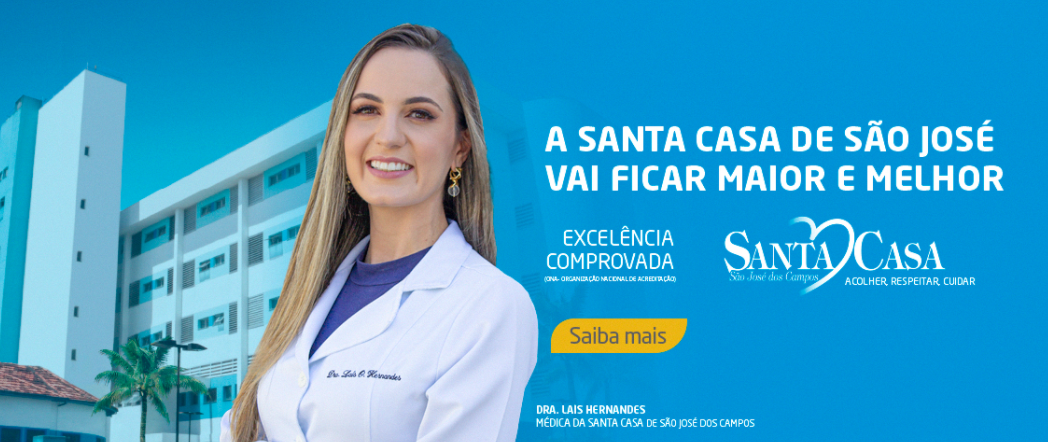 A SANTA CASA DE SÃO JOSÉ
VAI FICAR MAIOR E MELHOR
EXCELÊNCIA
COMPROVADA
(ONA- ORGANIZAÇÃO NACIONAL DE ACREDITAÇÃO)
SANTA CASA
São José dos Campos
ACOLHER, RESPEITAR, CUIDAR
Saiba mais
Dra. Lais O. Hernandes
DRA. LAIS HERNANDES
MÉDICA DA SANTA CASA DE SÃO JOSÉ DOS CAMPOS